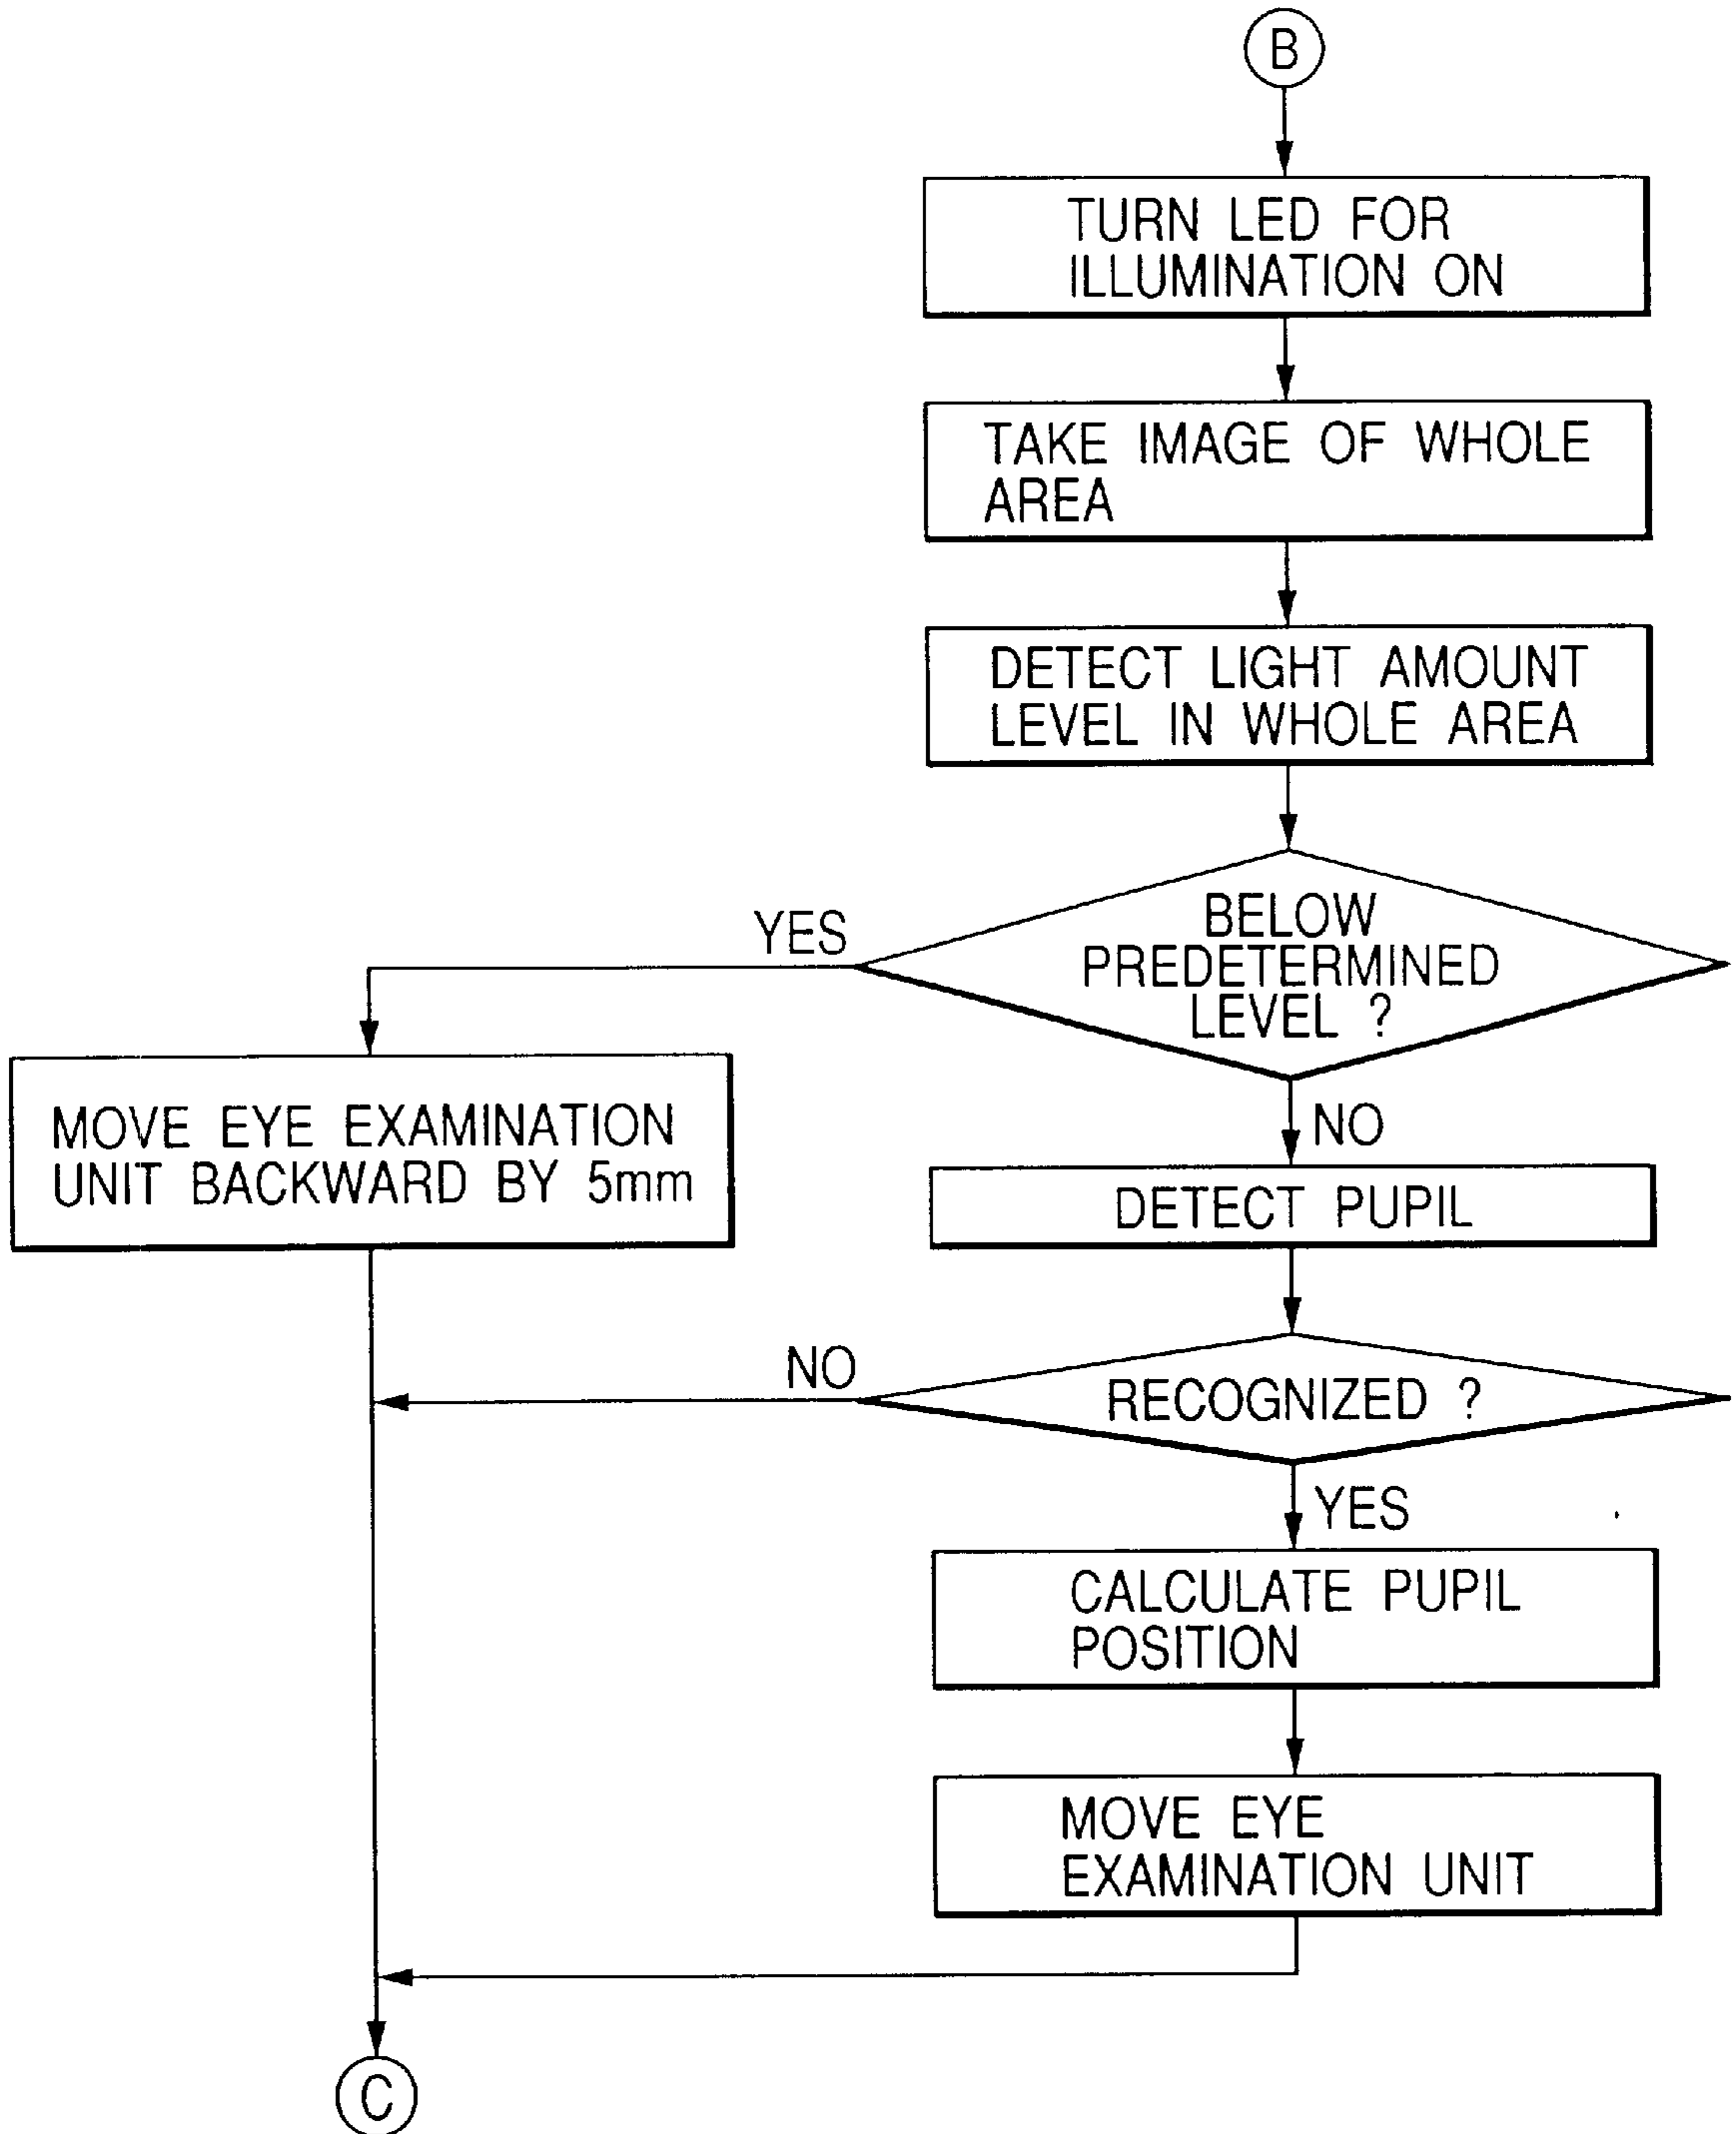 B
TURN LED FOR
ILLUMINATION ON
TAKE IMAGE OF WHOLE
AREA
DETECT LIGHT AMOUNT
LEVEL IN WHOLE AREA
BELOW
PREDETERMINED
LEVEL ?
YES
MOVE EYE EXAMINATION
UNIT BACKWARD BY 5mm
NO
DETECT PUPIL
RECOGNIZED ?
NO
YES
CALCULATE PUPIL
POSITION
MOVE EYE
EXAMINATION UNIT
C